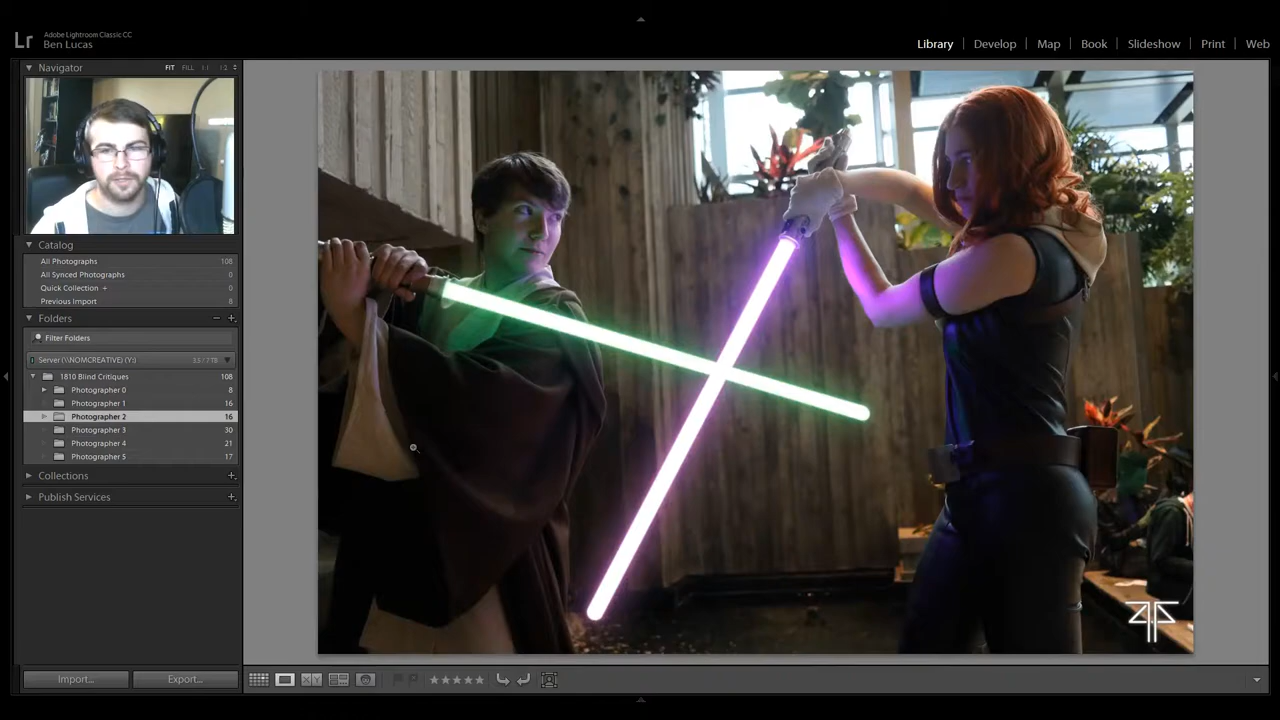 Lr
Adobe Lightroom Classic CC
Ben Lucas
Library | Develop | Map | Book | Slideshow | Print | Web
Navigator FIT FILL 1:1
Catalog
All Photographs 108
All Synced Photographs 0
Quick Collection + 0
Previous Import 8
Folders
Filter Folders
Server (\\NOMCREATIVE) (Y:)
1810 Blind Critiques 108
Photographer 0 8
Photographer 1 16
Photographer 2 16
Photographer 3 30
Photographer 4 21
Photographer 5 17
Collections
Publish Services
Import...
Export...
XY